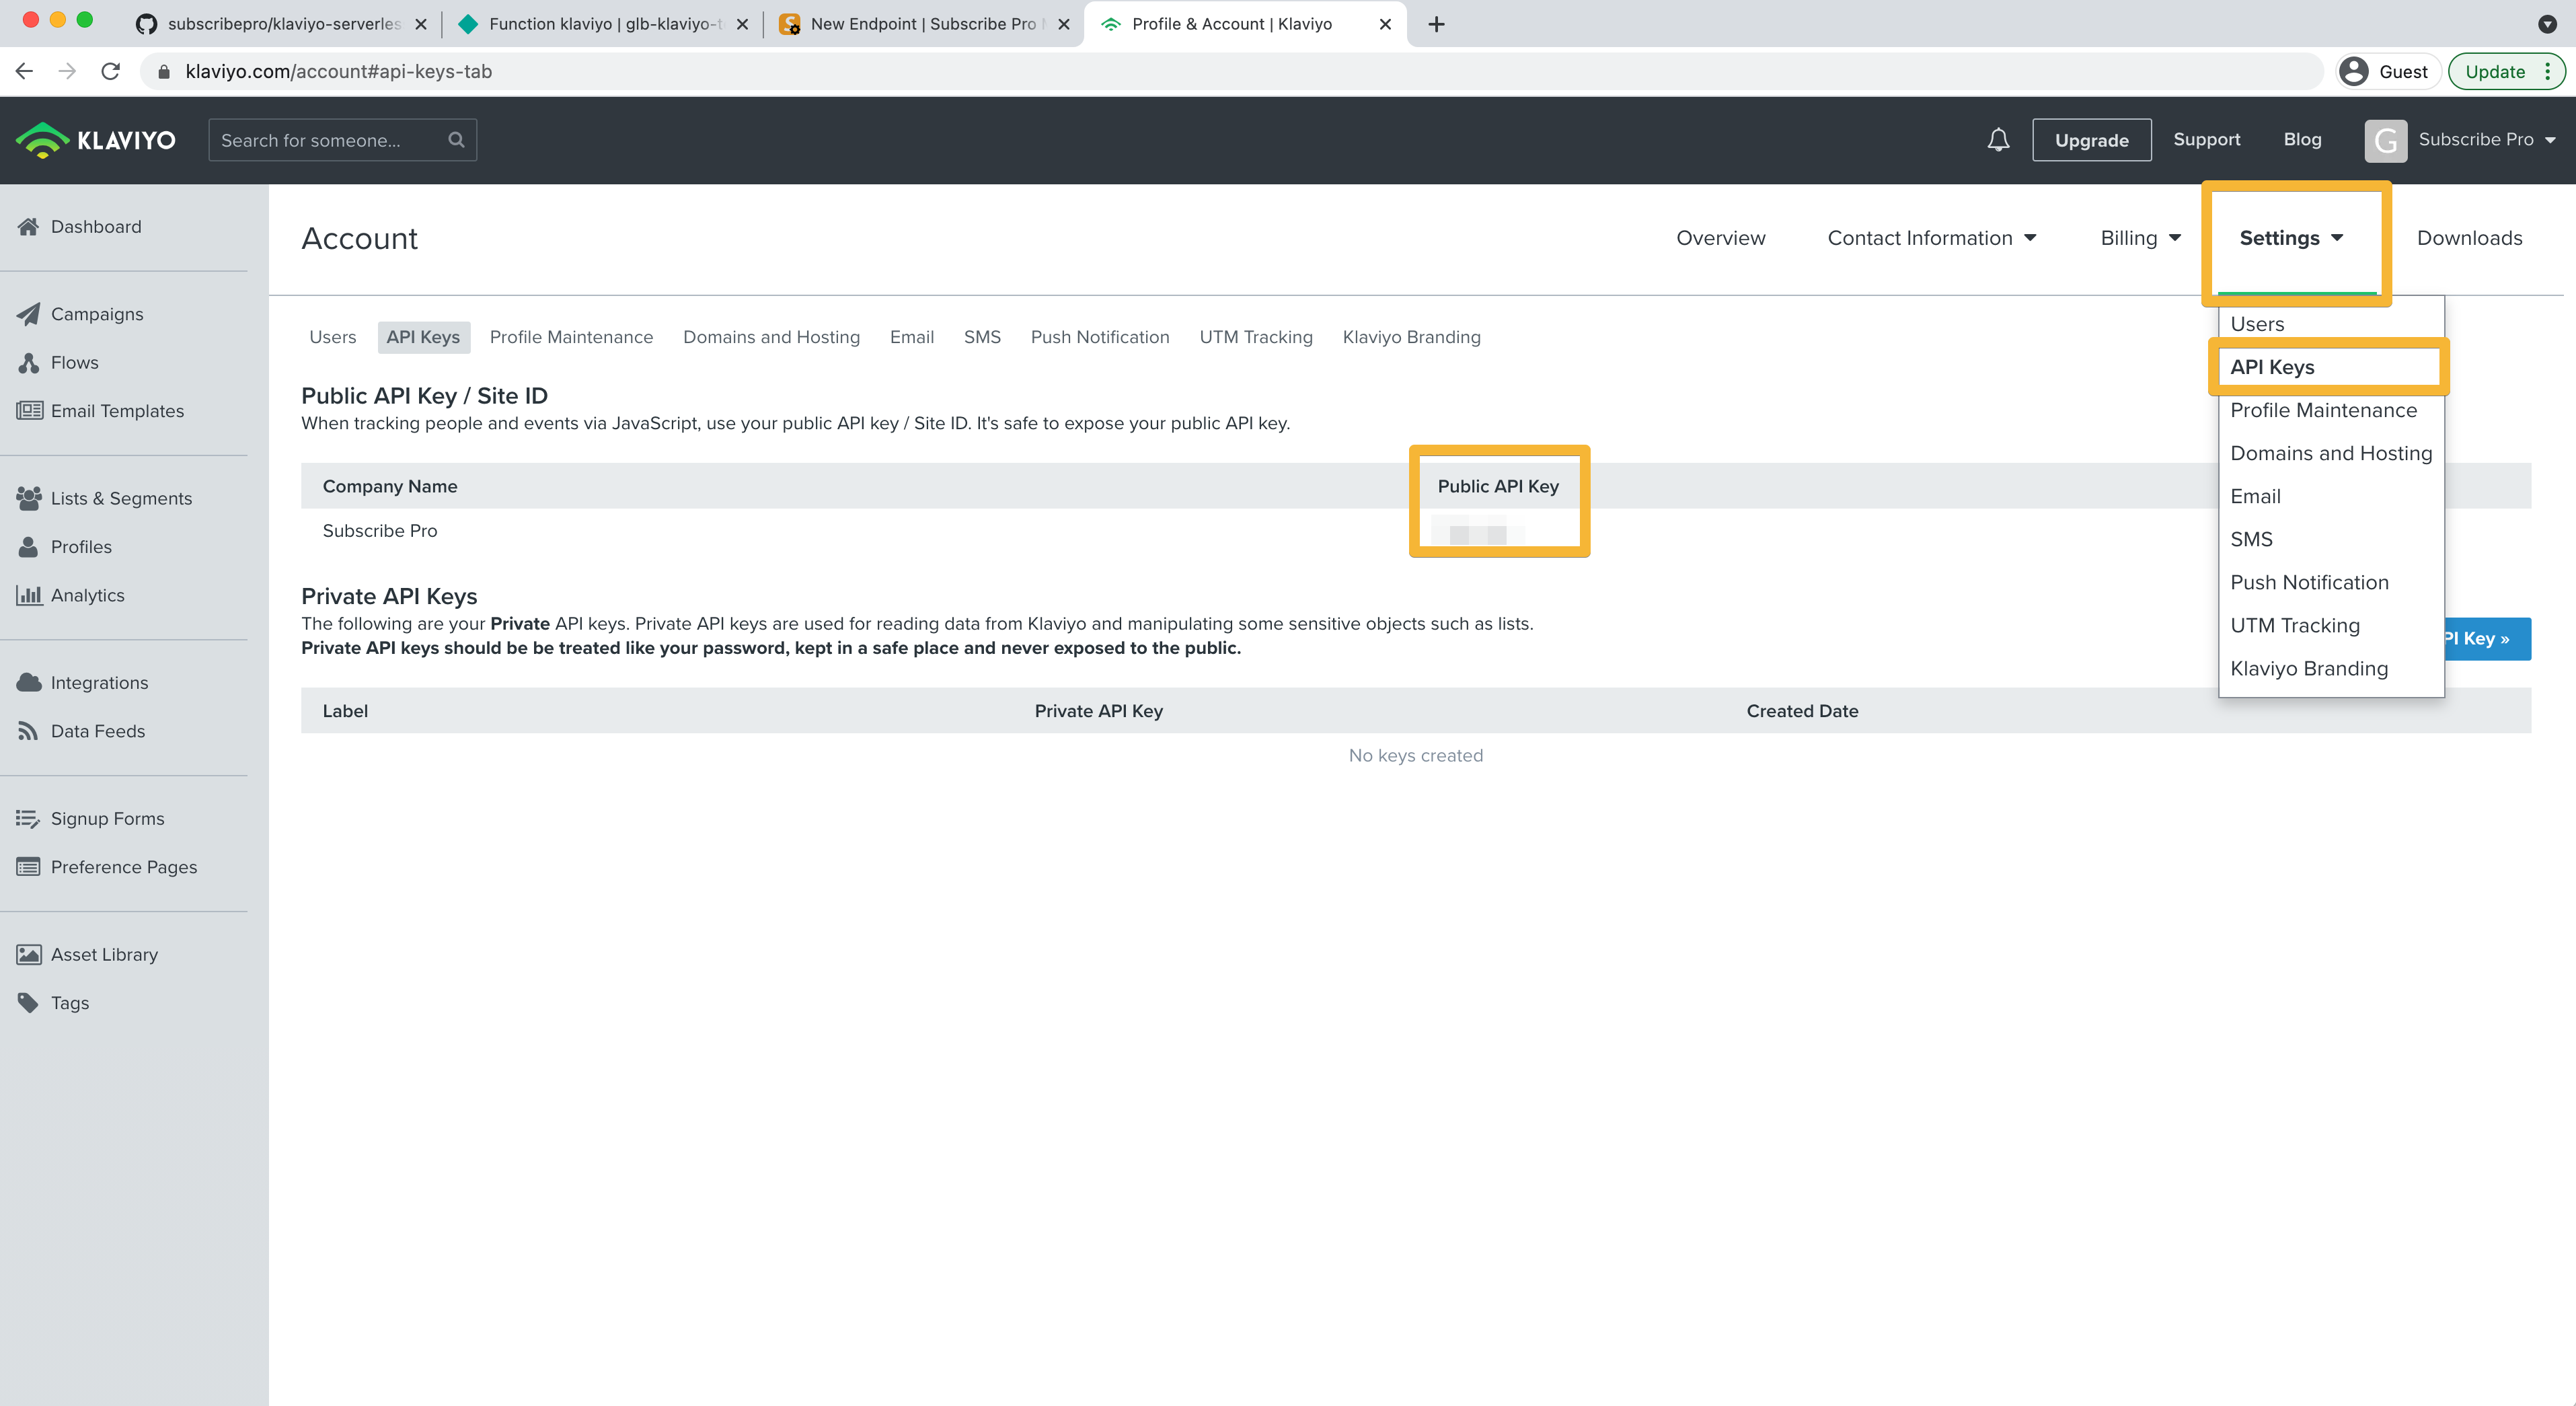 subscribepro/klaviyo-serverles
Function klaviyo | glb-klaviyo-t
New Endpoint | Subscribe Pro
Profile & Account | Klaviyo
klaviyo.com/account#api-keys-tab
Guest
Update
KLAVIYO
Search for someone...
Upgrade
Support
Blog
G
Subscribe Pro
Dashboard
Campaigns
Flows
Email Templates
Lists & Segments
Profiles
Analytics
Integrations
Data Feeds
Signup Forms
Preference Pages
Asset Library
Tags
Account
Overview
Contact Information
Billing
Settings
Downloads
Users
API Keys
Profile Maintenance
Domains and Hosting
Email
SMS
Push Notification
UTM Tracking
Klaviyo Branding
Users
API Keys
Profile Maintenance
Domains and Hosting
Email
SMS
Push Notification
UTM Tracking
Klaviyo Branding
Public API Key / Site ID
When tracking people and events via JavaScript, use your public API key / Site ID. It's safe to expose your public API key.
Company Name
Public API Key
Subscribe Pro
Private API Keys
The following are your Private API keys. Private API keys are used for reading data from Klaviyo and manipulating some sensitive objects such as lists.
Private API keys should be be treated like your password, kept in a safe place and never exposed to the public.
PI Key »
Label
Private API Key
Created Date
No keys created